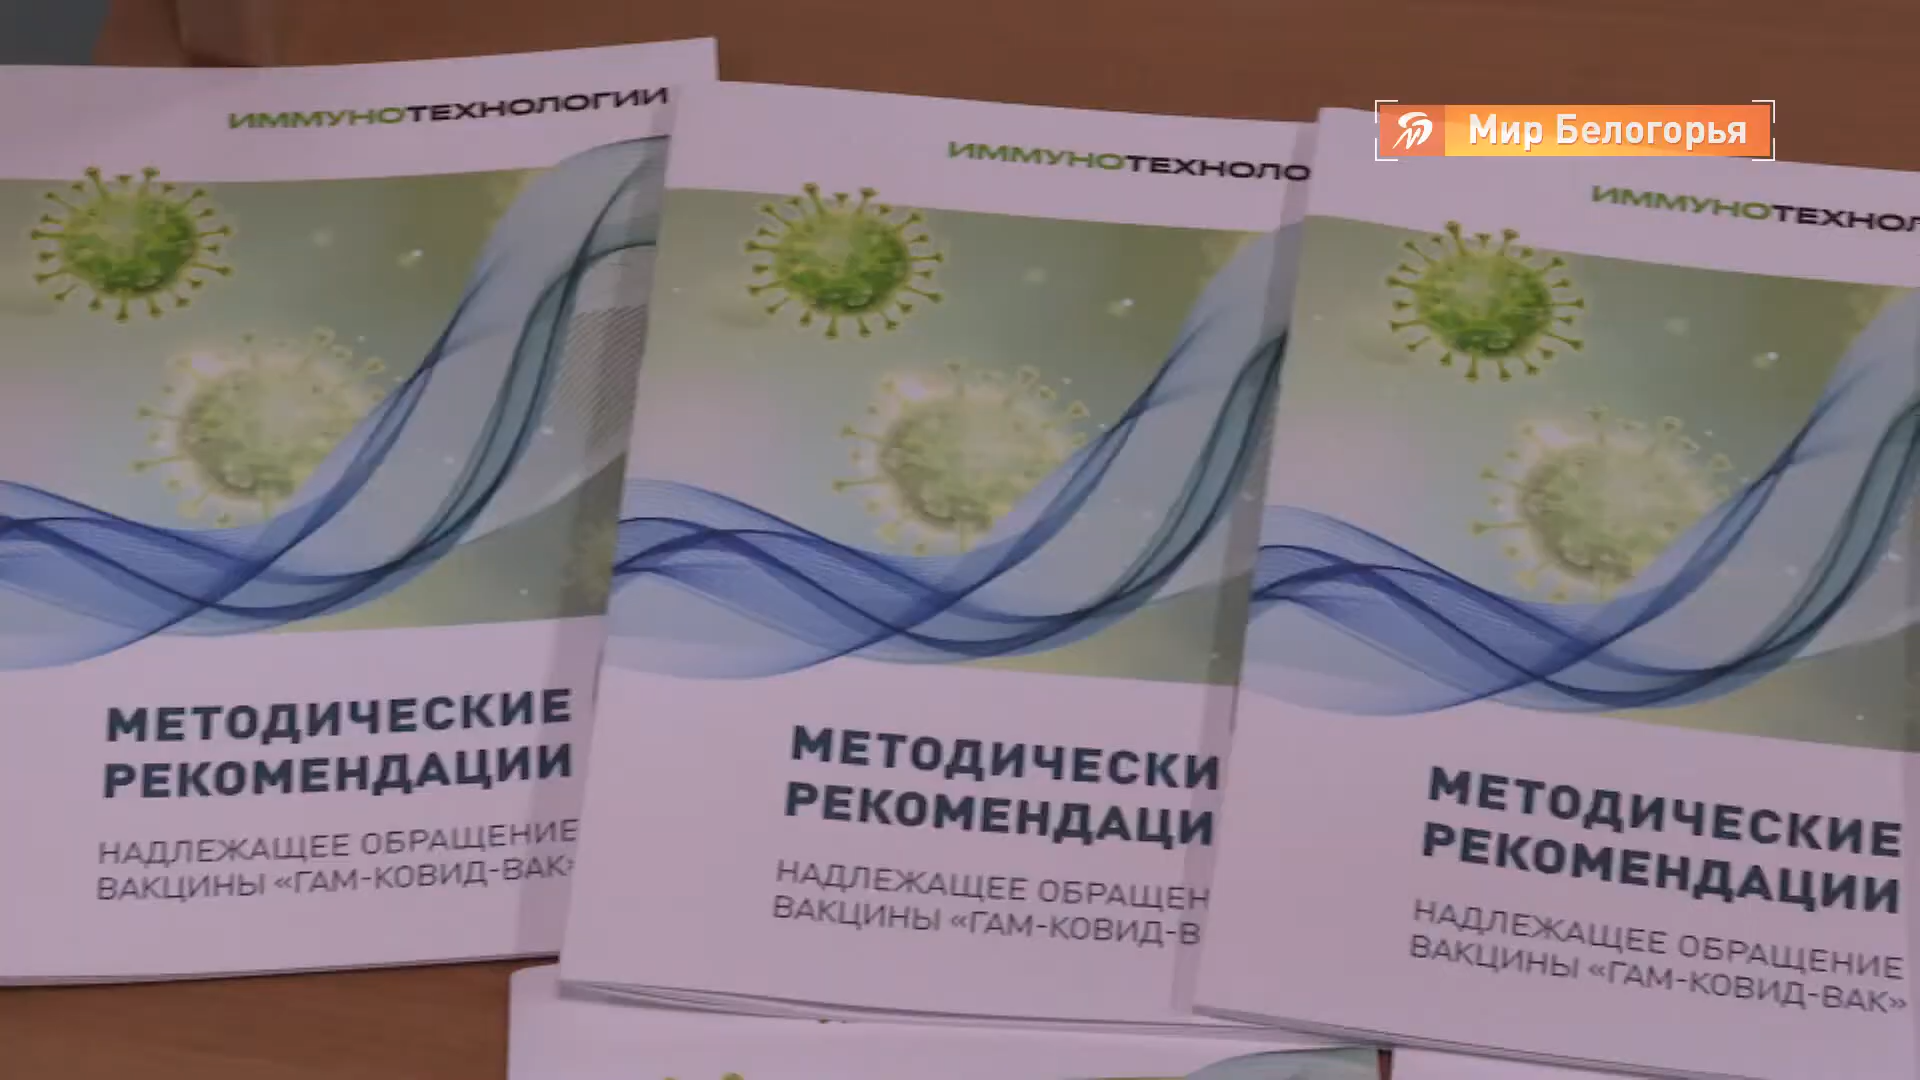 Мир Белогорья
ИММУНОТЕХНОЛОГИИ
МЕТОДИЧЕСКИЕ
РЕКОМЕНДАЦИИ
НАДЛЕЖАЩЕЕ ОБРАЩЕНИЕ
ВАКЦИНЫ «ГАМ-КОВИД-ВАК»
ИММУНОТЕХНОЛО
МЕТОДИЧЕСКИ
РЕКОМЕНДАЦИ
НАДЛЕЖАЩЕЕ ОБРАЩЕН
ВАКЦИНЫ «ГАМ-КОВИД-В
ИММУНОТЕХНОЛ
МЕТОДИЧЕСКИЕ
РЕКОМЕНДАЦИИ
НАДЛЕЖАЩЕЕ ОБРАЩЕНИЕ
ВАКЦИНЫ «ГАМ-КОВИД-ВАК»